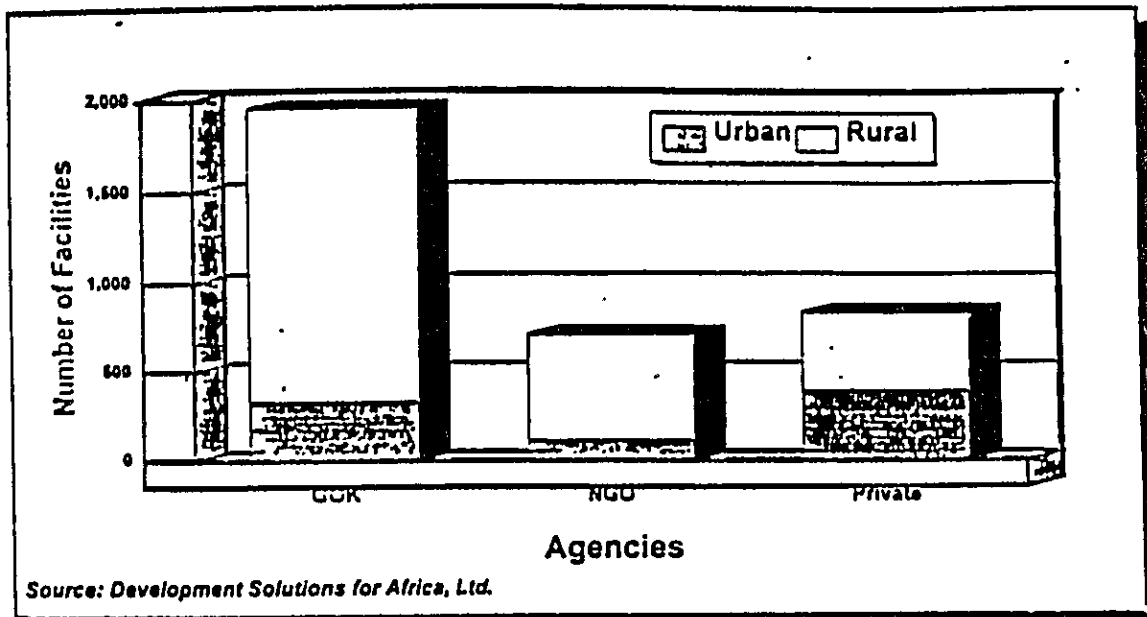 2,000
1,500
1,000
500
0
Number of Facilities
Urban Rural
GOK NGO Private
Agencies
Source: Development Solutions for Africa, Ltd.